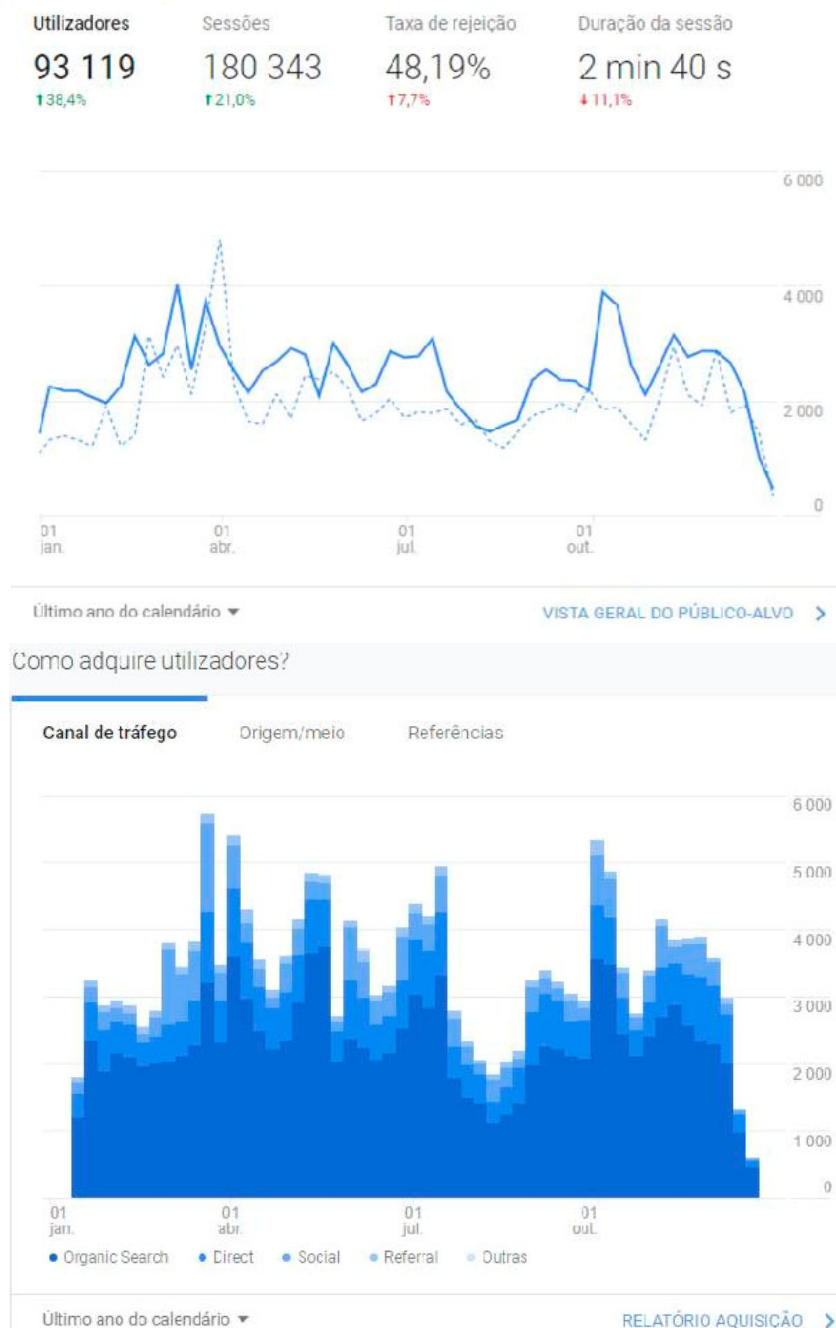 Utilizadores Sessões Taxa de rejeição Duração da sessão
93 119 180 343 48,19% 2 min 40 s
↑38,4% ↑21,0% ↑7,7% ↓11,1%
6 000
4 000
2 000
0
01 01 01 01
jan. abr. jul. out.
Último ano do calendário VISTA GERAL DO PÚBLICO-ALVO
Como adquire utilizadores?
Canal de tráfego Origem/meio Referências
6 000
5 000
4 000
3 000
2 000
1 000
0
01 01 01 01
jan. abr. jul. out.
Organic Search Direct Social Referral Outras
Último ano do calendário RELATÓRIO AQUISIÇÃO